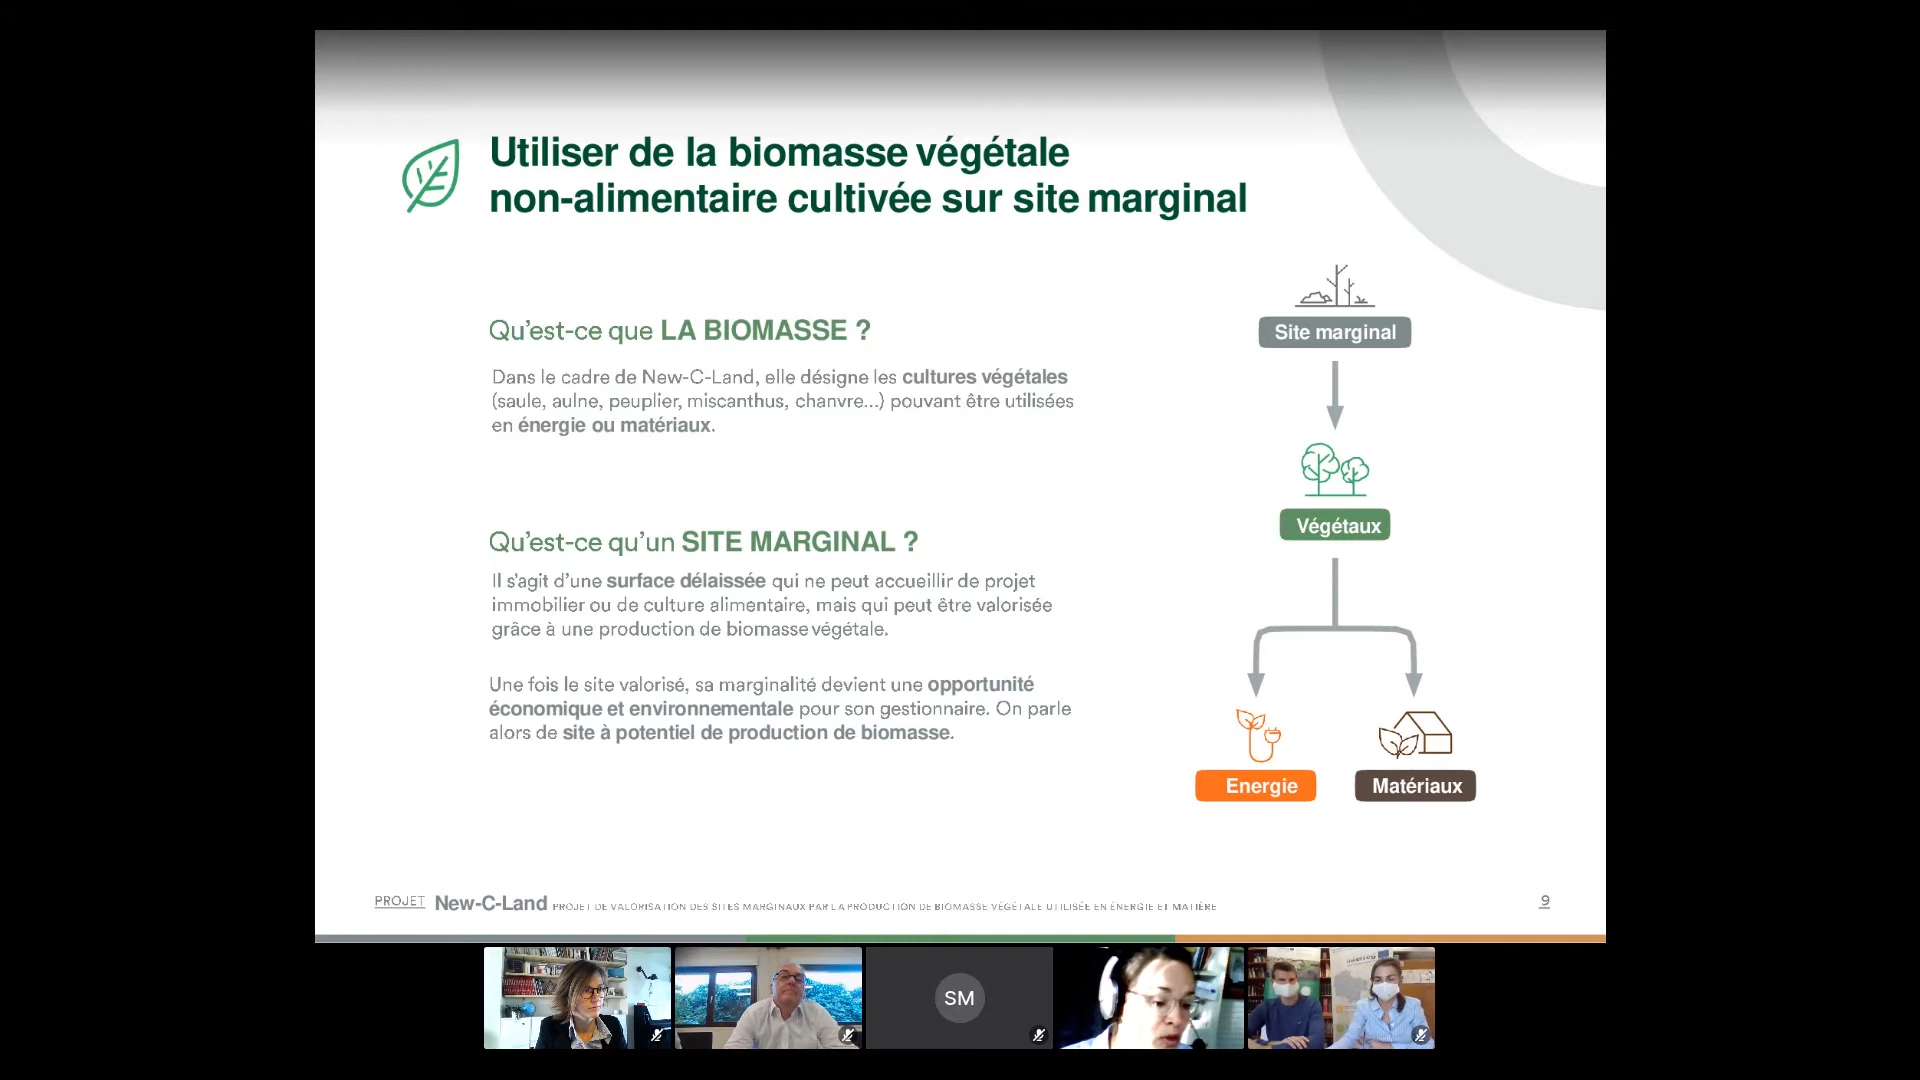 Utiliser de la biomasse végétale
non-alimentaire cultivée sur site marginal
Qu’est-ce que LA BIOMASSE ?
Dans le cadre de New-C-Land, elle désigne les cultures végétales
(saule, aulne, peuplier, miscanthus, chanvre...) pouvant être utilisées
en énergie ou matériaux.
Qu’est-ce qu’un SITE MARGINAL ?
Il s’agit d’une surface délaissée qui ne peut accueillir de projet
immobilier ou de culture alimentaire, mais qui peut être valorisée
grâce à une production de biomasse végétale.
Une fois le site valorisé, sa marginalité devient une opportunité
économique et environnementale pour son gestionnaire. On parle
alors de site à potentiel de production de biomasse.
Site marginal
Végétaux
Energie
Matériaux
PROJET New-C-Land PROJET DE VALORISATION DES SITES MARGINAUX PAR LA PRODUCTION DE BIOMASSE VÉGÉTALE UTILISÉE EN ÉNERGIE ET MATIÈRE
9
SM